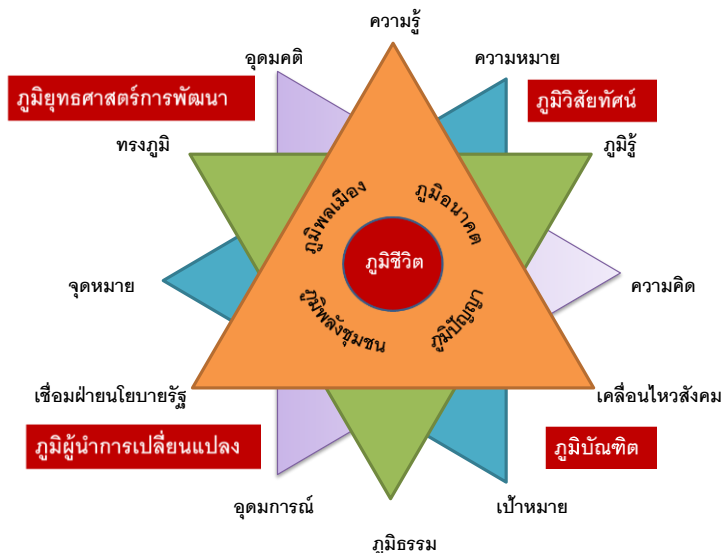 ความรู้
อุดมคติ
ความหมาย
ภูมิยุทธศาสตร์การพัฒนา
ภูมิวิสัยทัศน์
ทรงภูมิ
ภูมิรู้
ภูมิพลเมือง
ภูมิอนาคต
ภูมิชีวิต
จุดหมาย
ความคิด
ภูมิพลังชุมชน
ภูมิปัญญา
เชื่อมฝ่ายนโยบายรัฐ
เคลื่อนไหวสังคม
ภูมิผู้นำการเปลี่ยนแปลง
ภูมิบัณฑิต
อุดมการณ์
เป้าหมาย
ภูมิธรรม